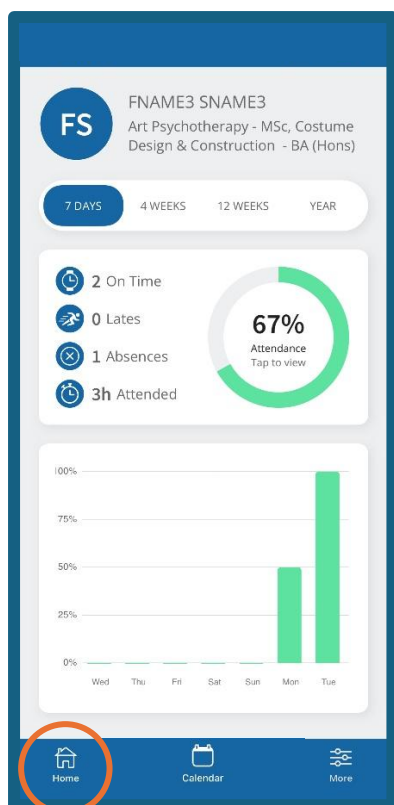 FS
FNAME3 SNAME3
Art Psychotherapy - MSc, Costume
Design & Construction - BA (Hons)
7 DAYS 4 WEEKS 12 WEEKS YEAR
2 On Time
0 Lates
1 Absences
3h Attended
67%
Attendance
Tap to view
100%
75%
50%
25%
0%
Wed Thu Fri Sat Sun Mon Tue
Home Calendar More